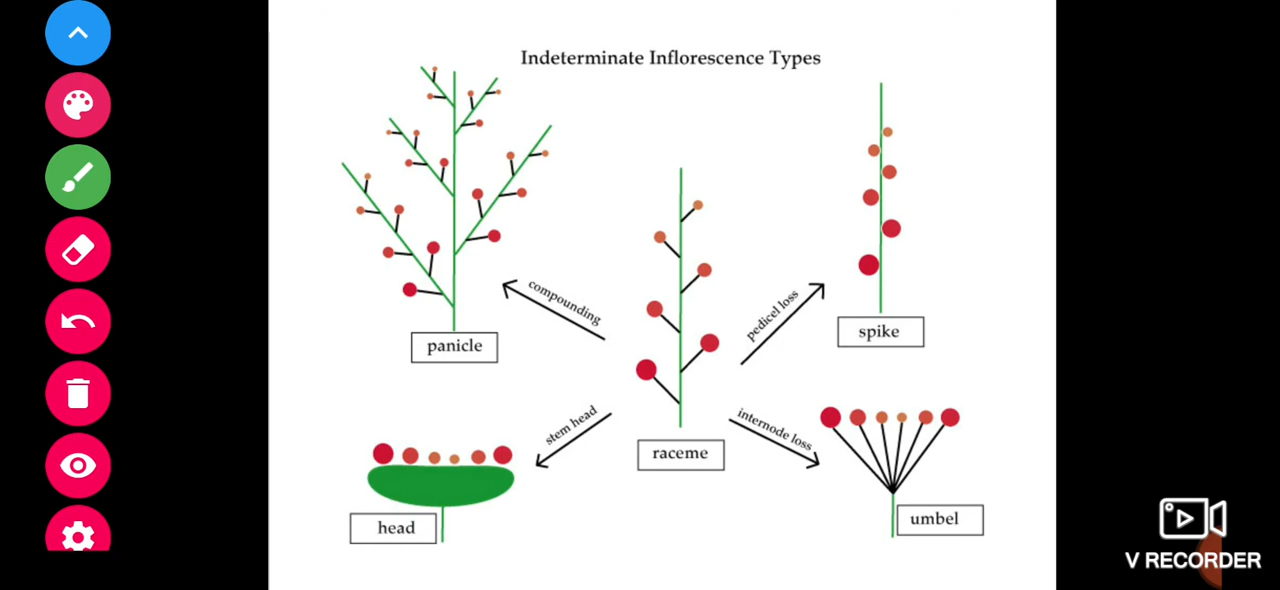 Indeterminate Inflorescence Types
compounding
pedicel loss
panicle
spike
stem head
internode loss
raceme
head
umbel
V RECORDER